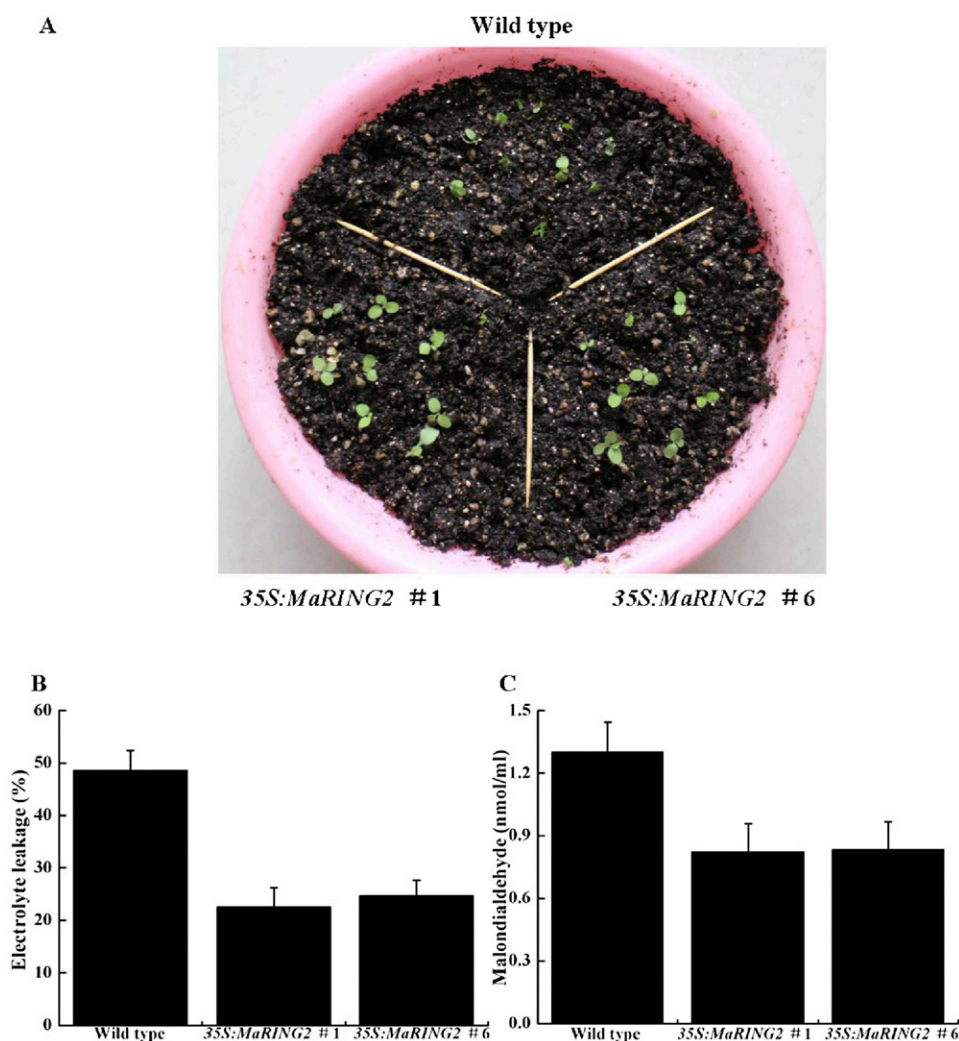 A
Wild type
35S:MaRING2 #1
35S:MaRING2 #6
B
60
50
40
30
20
10
0
Electrolyte leakage (%)
Wild type
35S:MaRING2 #1
35S:MaRING2 #6
C
1.5
1.2
0.9
0.6
0.3
0.0
Malondialdehyde (nmol/ml)
Wild type
35S:MaRING2 #1
35S:MaRING2 #6